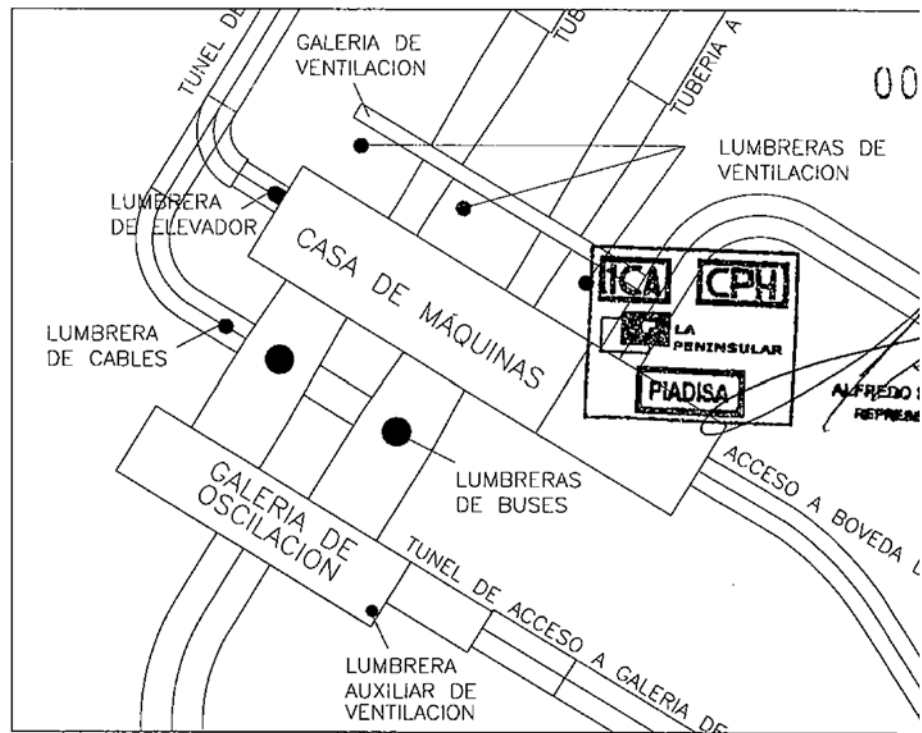 TUNEL DE
GALERIA DE
VENTILACION
TUBERIA A
00
LUMBRERAS DE
VENTILACION
LUMBRERA
DE ELEVADOR
CASA DE MÁQUINAS
ICA
CPH
LA
PENINSULAR
PIADISA
ALFREDO
LUMBRERA
DE CABLES
LUMBRERAS
DE BUSES
ACCESO A BOVEDA
GALERIA DE
OSCILACION
TUNEL DE ACCESO A GALERIA DE
LUMBRERA
AUXILIAR DE
VENTILACION